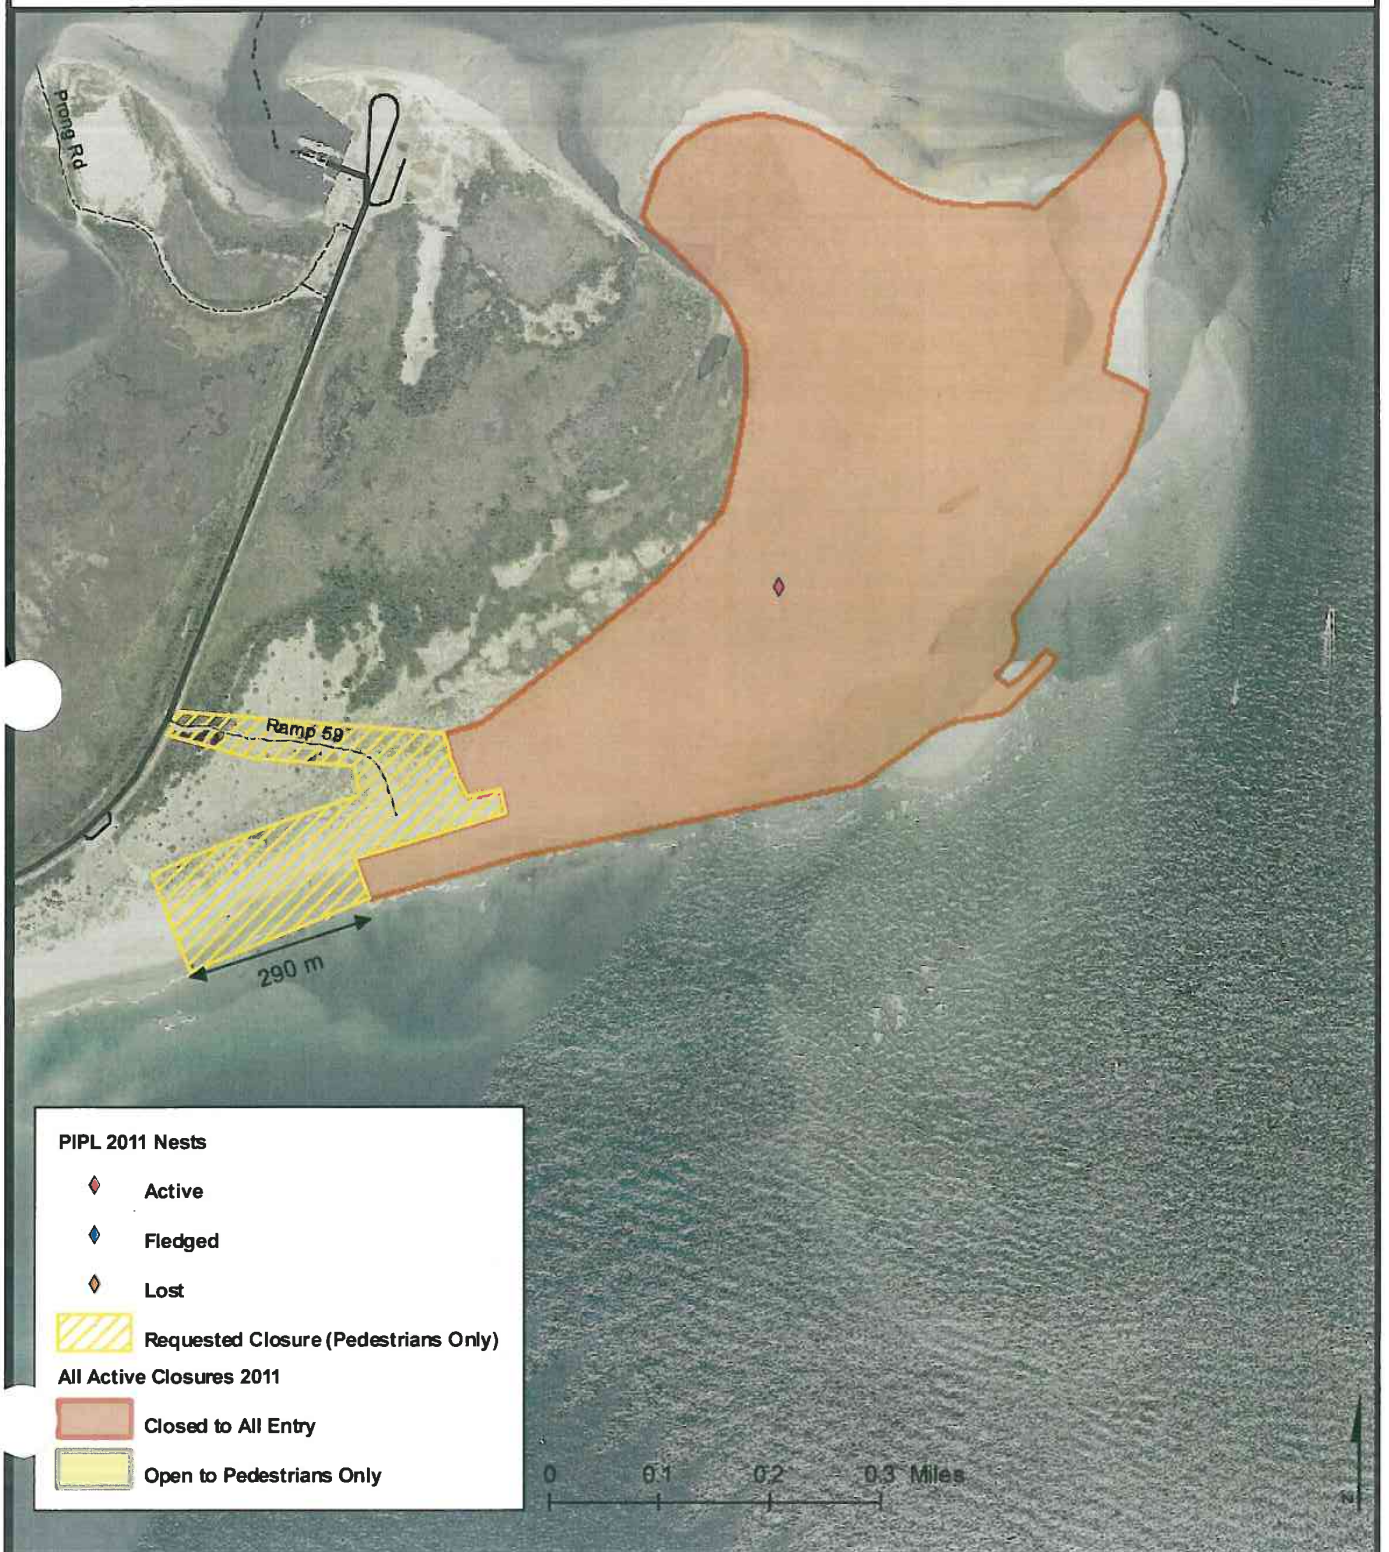 Prong Rd
Ramp 59
290 m
PIPL 2011 Nests
Active
Fledged
Lost
Requested Closure (Pedestrians Only)
All Active Closures 2011
Closed to All Entry
Open to Pedestrians Only
0 0.1 0.2 0.3 Miles
N